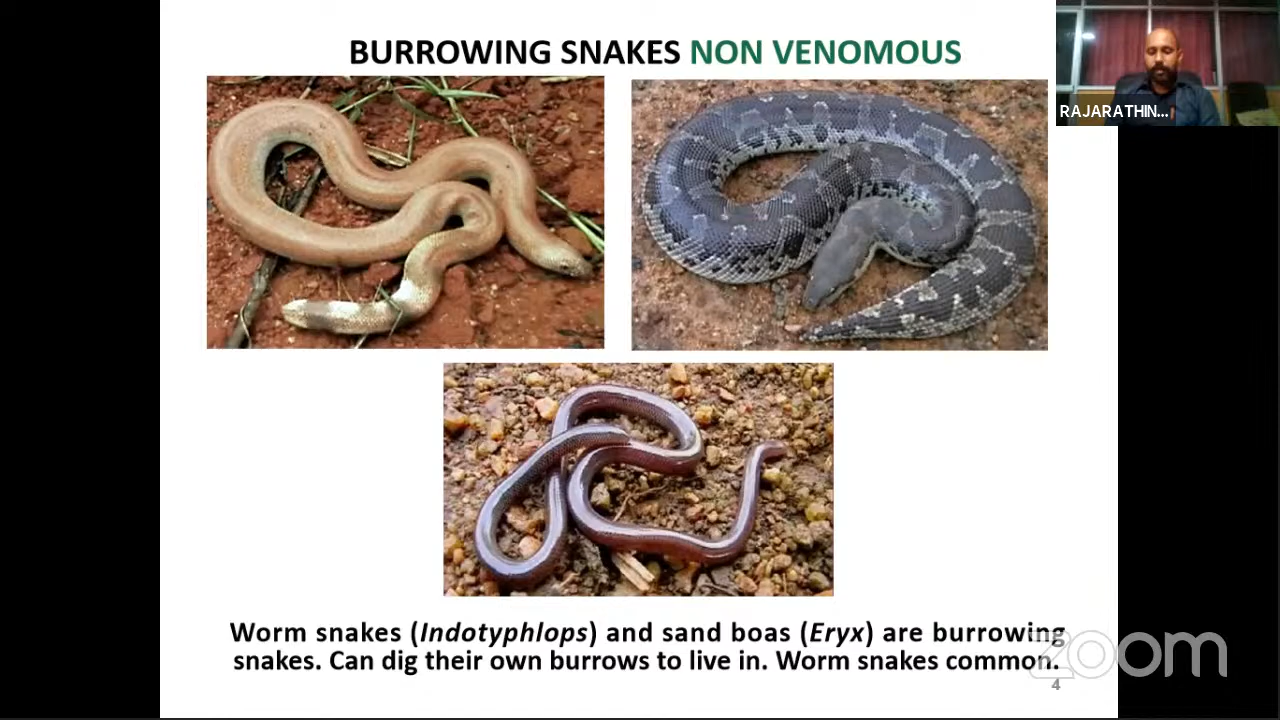 BURROWING SNAKES NON VENOMOUS
RAJARATHIN...
Worm snakes (Indotyphlops) and sand boas (Eryx) are burrowing
snakes. Can dig their own burrows to live in. Worm snakes common.
zoom
4